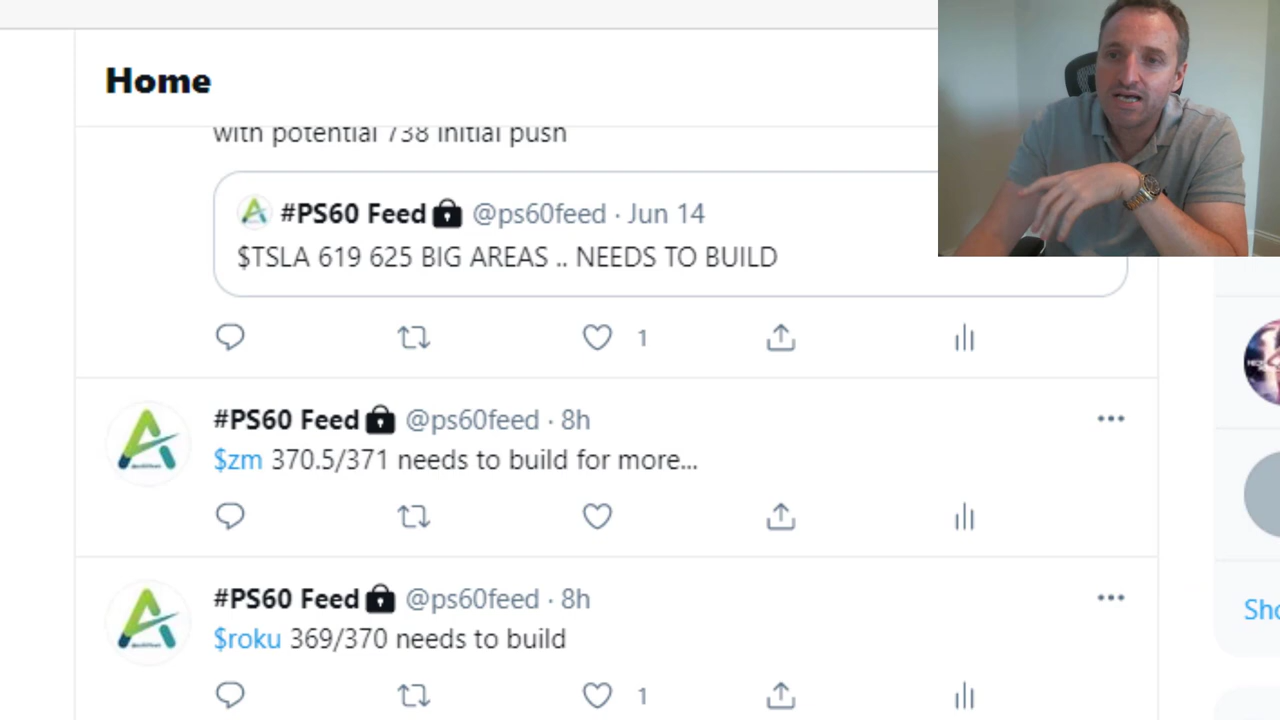 Home
with potential 738 initial push
#PS60 Feed @ps60feed · Jun 14
$TSLA 619 625 BIG AREAS .. NEEDS TO BUILD
1
#PS60 Feed @ps60feed · 8h
$zm 370.5/371 needs to build for more...
#PS60 Feed @ps60feed · 8h
$roku 369/370 needs to build
1